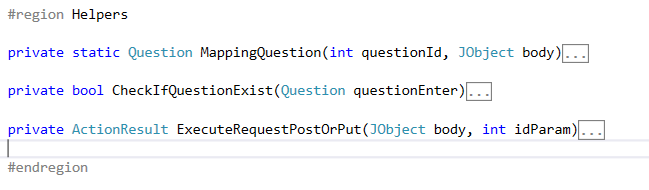 #region Helpers
private static Question MappingQuestion(int questionId, JObject body)...
private bool CheckIfQuestionExist(Question questionEnter)...
private ActionResult ExecuteRequestPostOrPut(JObject body, int idParam)...
#endregion